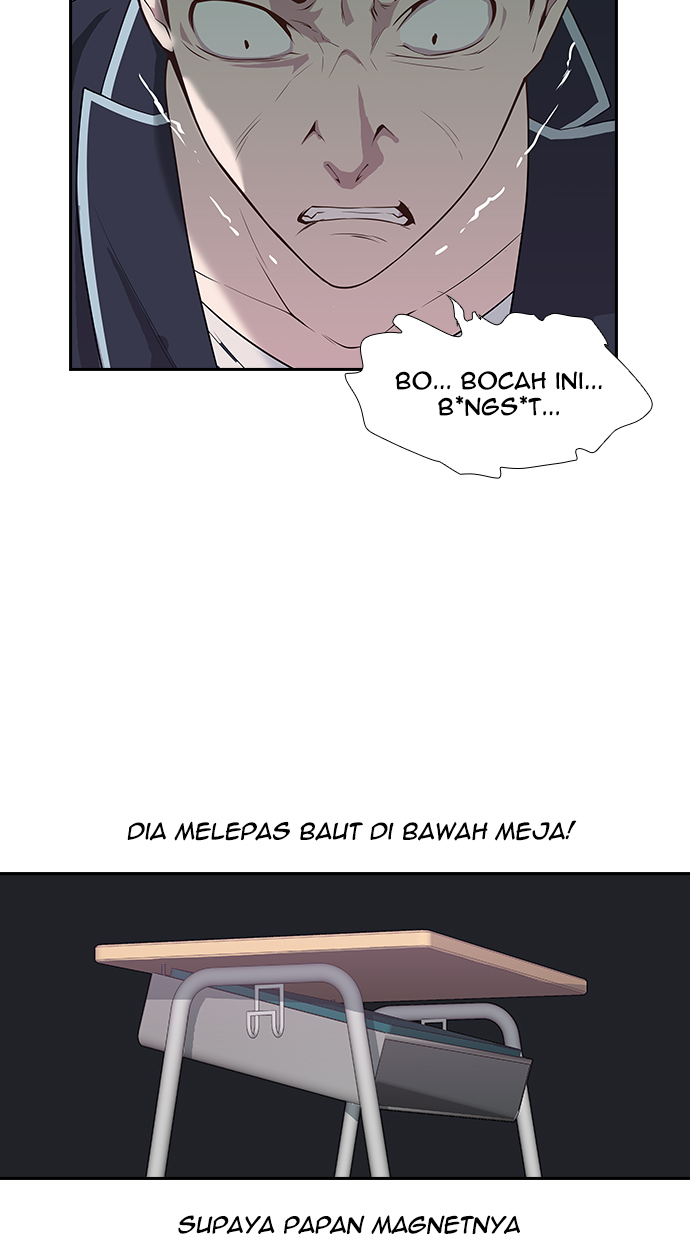 BO... BOCAH INI...
B*NGS*T...
DIA MELEPAS BAUT DI BAWAH MEJA!
SUPAYA PAPAN MAGNETNYA